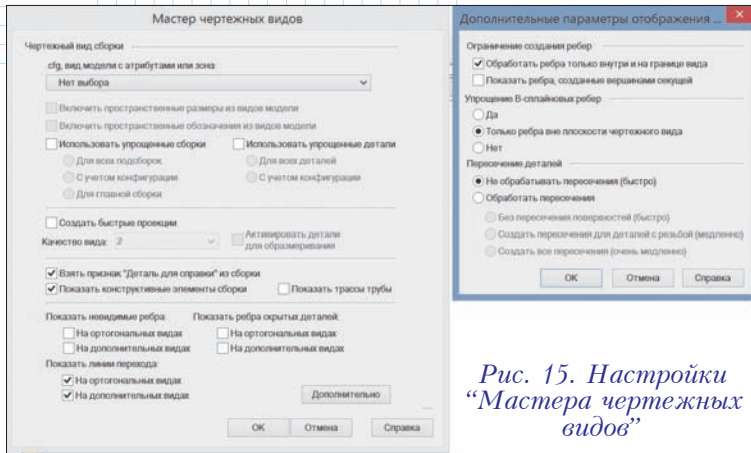 Мастер чертежных видов
Чертежный вид сборки
cfg, вид модели с атрибутами или зона:
Нет выбора
Включить пространственные размеры из видов модели
Включить пространственные обозначения из видов модели
Использовать упрощенные сборки
Использовать упрощенные детали
Для всех подсборок
Для всех деталей
С учетом конфигурации
С учетом конфигурации
Для главной сборки
Создать быстрые проекции
Качество вида: 2
Активировать детали
для образмеривания
Взять признак "Деталь для справки" из сборки
Показать конструктивные элементы сборки
Показать трассы трубы
Показать невидимые ребра:
Показать ребра скрытых деталей:
На ортогональных видах
На ортогональных видах
На дополнительных видах
На дополнительных видах
Показать линии перехода:
На ортогональных видах
На дополнительных видах
Дополнительно
ОК
Отмена
Справка
Дополнительные параметры отображения ...
Ограничение создания ребер
Обработать ребра только внутри и на границе вида
Показать ребра, созданные вершинами секущей
Упрощение В-сплайновых ребер
Да
Только ребра вне плоскости чертежного вида
Нет
Пересечение деталей
Не обрабатывать пересечения (быстро)
Обработать пересечения
Без пересечения поверхностей (быстро)
Создать пересечения для деталей с резьбой (медленно)
Создать все пересечения (очень медленно)
ОК
Отмена
Справка
Рис. 15. Настройки
“Мастера чертежных
видов”